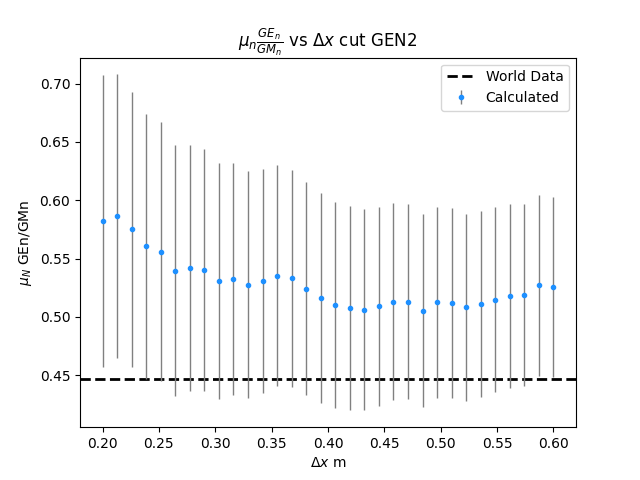 μₙ GEₙ/GMₙ vs Δx cut GEN2
World Data
Calculated
μ_N GEn/GMn
0.70
0.65
0.60
0.55
0.50
0.45
0.20 0.25 0.30 0.35 0.40 0.45 0.50 0.55 0.60
Δx m